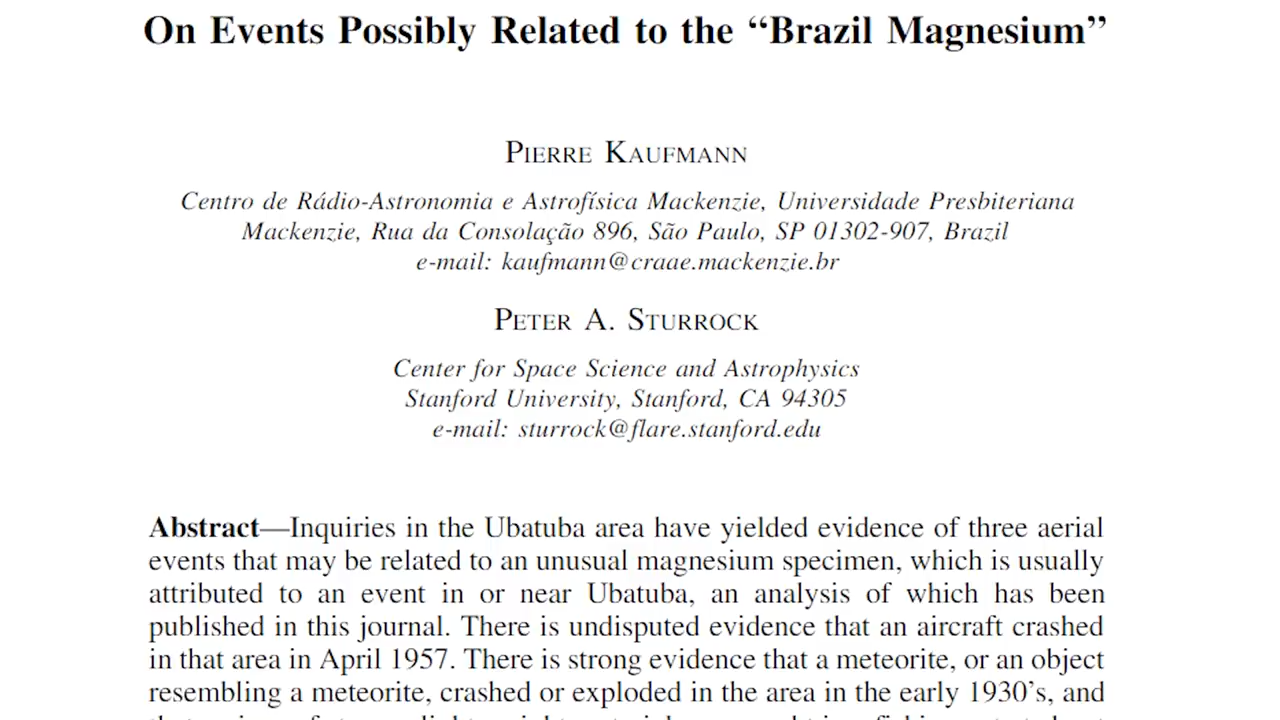 On Events Possibly Related to the “Brazil Magnesium”
PIERRE KAUFMANN
Centro de Rádio-Astronomia e Astrofísica Mackenzie, Universidade Presbiteriana
Mackenzie, Rua da Consolação 896, São Paulo, SP 01302-907, Brazil
e-mail: kaufmann@craae.mackenzie.br
PETER A. STURROCK
Center for Space Science and Astrophysics
Stanford University, Stanford, CA 94305
e-mail: sturrock@flare.stanford.edu
Abstract—Inquiries in the Ubatuba area have yielded evidence of three aerial
events that may be related to an unusual magnesium specimen, which is usually
attributed to an event in or near Ubatuba, an analysis of which has been
published in this journal. There is undisputed evidence that an aircraft crashed
in that area in April 1957. There is strong evidence that a meteorite, or an object
resembling a meteorite, crashed or exploded in the area in the early 1930’s, and